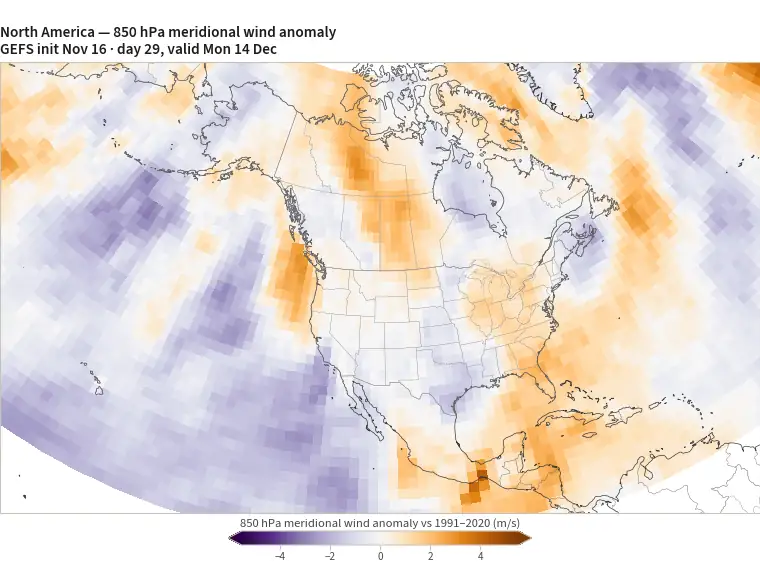 North America — 850 hPa meridional wind anomaly
GEFS init Nov 16 · day 29, valid Mon 14 Dec
850 hPa meridional wind anomaly vs 1991–2020 (m/s)
−4 −2 0 2 4